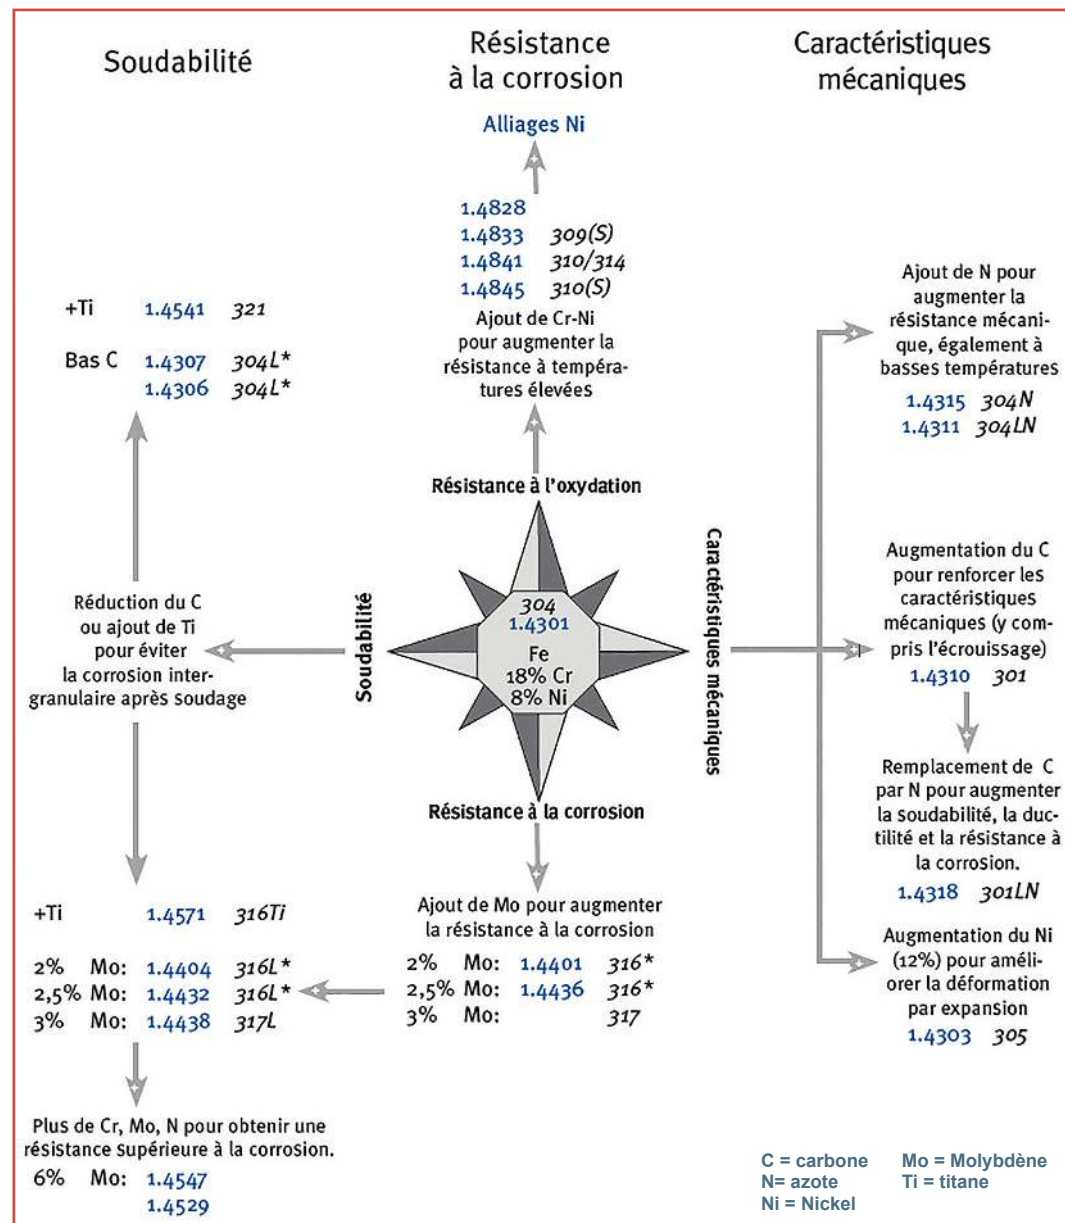 Soudabilité
Résistance
à la corrosion
Caractéristiques
mécaniques
Alliages Ni
1.4828
1.4833 309(S)
1.4841 310/314
1.4845 310(S)
Ajout de Cr-Ni
pour augmenter la
résistance à tempéra-
tures élevées
+Ti 1.4541 321
Bas C 1.4307 304L*
1.4306 304L*
Ajout de N pour
augmenter la
résistance mécani-
que, également à
basses températures
1.4315 304N
1.4311 304LN
Résistance à l'oxydation
Réduction du C
ou ajout de Ti
pour éviter
la corrosion inter-
granulaire après soudage
Soudabilité
304
1.4301
Fe
18% Cr
8% Ni
Caractéristiques mécaniques
Augmentation du C
pour renforcer les
caractéristiques
mécaniques (y com-
pris l'écrouissage)
1.4310 301
Remplacement de C
par N pour augmenter
la soudabilité, la duc-
tilité et la résistance à
la corrosion.
1.4318 301LN
Résistance à la corrosion
Ajout de Mo pour augmenter
la résistance à la corrosion
2% Mo: 1.4401 316*
2,5% Mo: 1.4436 316*
3% Mo: 317
+Ti 1.4571 316Ti
2% Mo: 1.4404 316L*
2,5% Mo: 1.4432 316L*
3% Mo: 1.4438 317L
Augmentation du Ni
(12%) pour améli-
orer la déformation
par expansion
1.4303 305
Plus de Cr, Mo, N pour obtenir une
résistance supérieure à la corrosion.
6% Mo: 1.4547
1.4529
C = carbone Mo = Molybdène
N= azote Ti = titane
Ni = Nickel